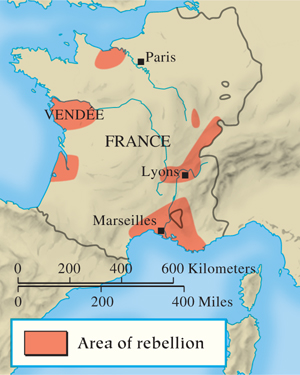 Paris
VENDÉE
FRANCE
Lyons
Marseilles
0 200 400 600 Kilometers
0 200 400 Miles
Area of rebellion